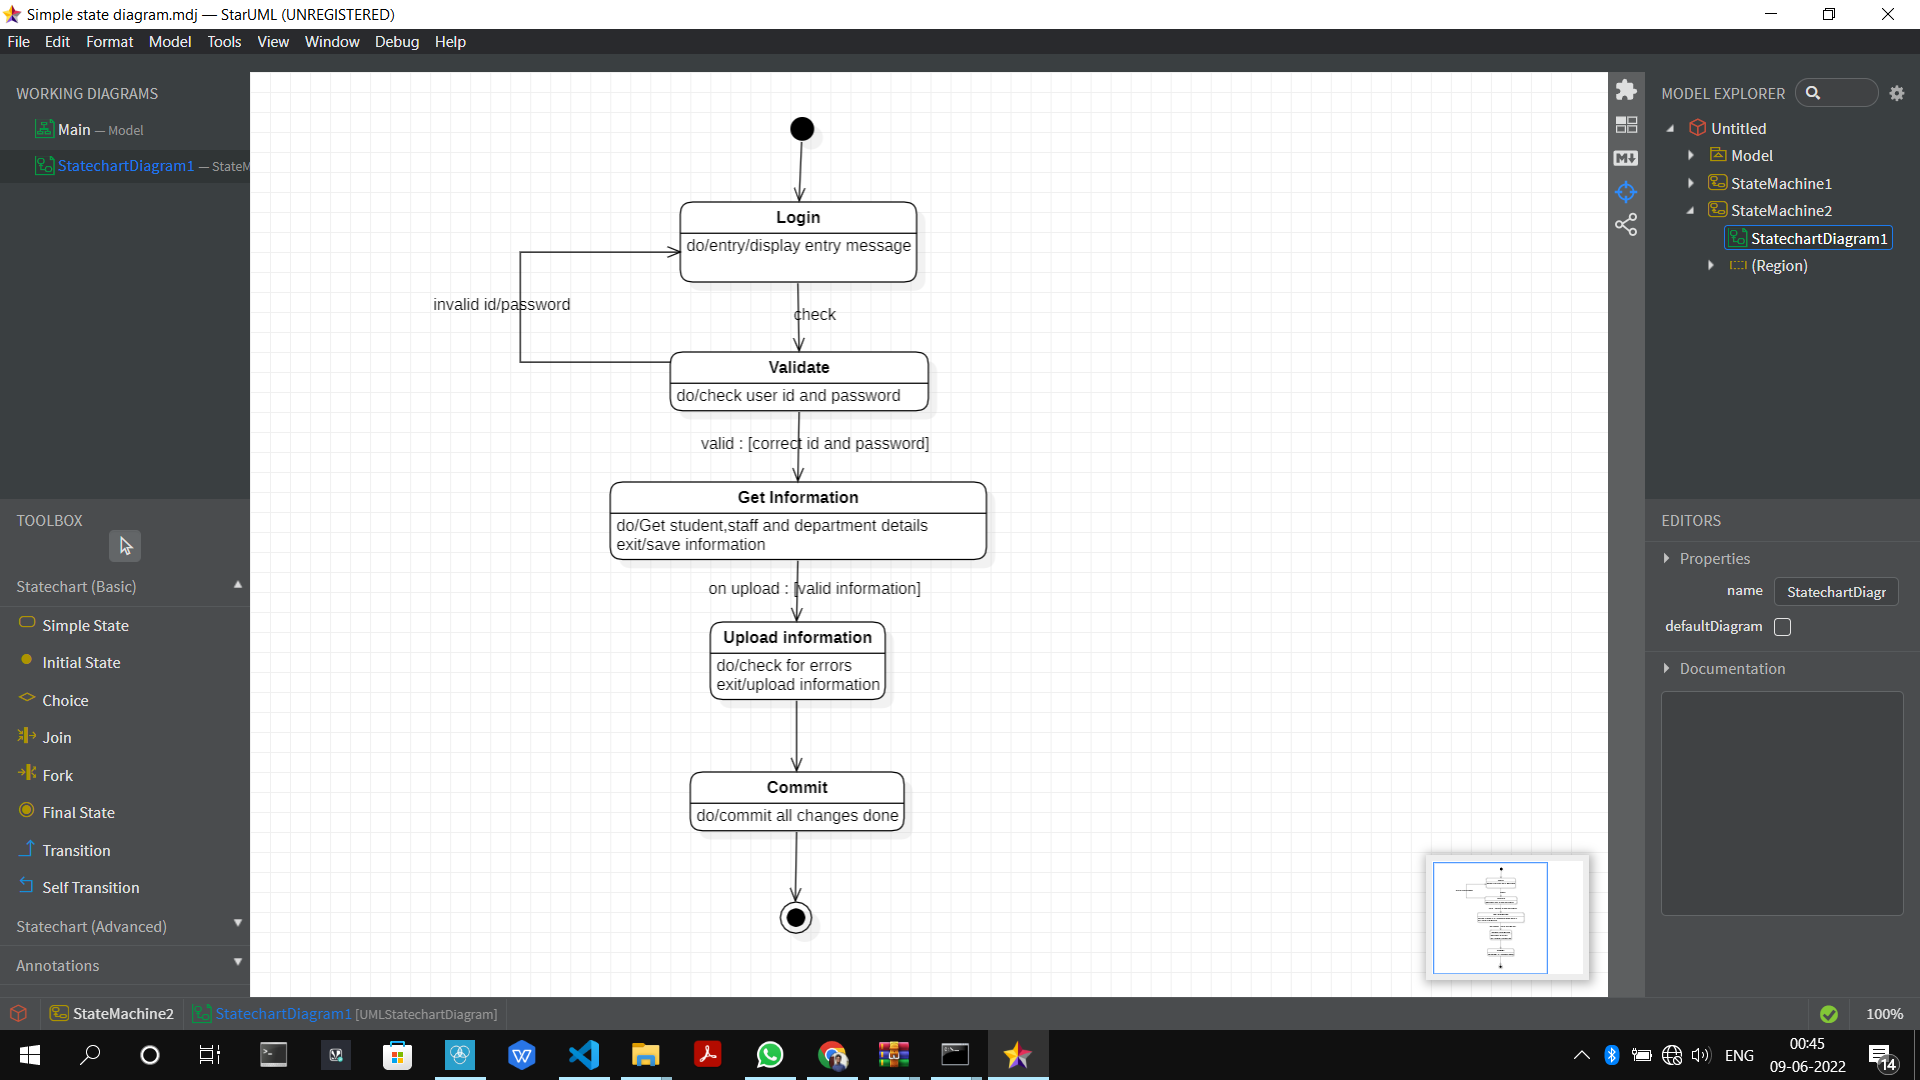 Simple state diagram.mdj — StarUML (UNREGISTERED)
File Edit Format Model Tools View Window Debug Help
WORKING DIAGRAMS
Main — Model
StatechartDiagram1 — StateM
TOOLBOX
Statechart (Basic)
Simple State
Initial State
Choice
Join
Fork
Final State
Transition
Self Transition
Statechart (Advanced)
Annotations
Login
do/entry/display entry message
invalid id/password
check
Validate
do/check user id and password
valid : [correct id and password]
Get Information
do/Get student,staff and department details
exit/save information
on upload : [valid information]
Upload information
do/check for errors
exit/upload information
Commit
do/commit all changes done
M
MODEL EXPLORER
Untitled
Model
StateMachine1
StateMachine2
StatechartDiagram1
(Region)
EDITORS
Properties
name StatechartDiagr
defaultDiagram
Documentation
StateMachine2 StatechartDiagram1 [UMLStatechartDiagram] 100%
W
ENG
00:45
09-06-2022
14